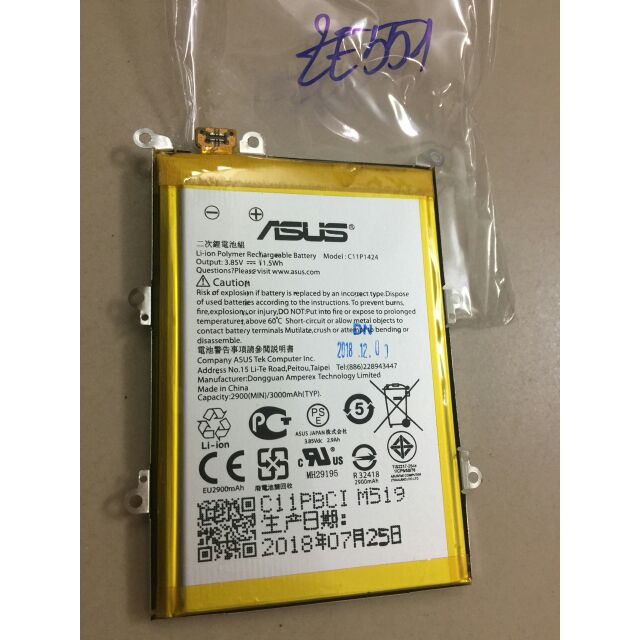 ZE551
ASUS
二次鋰電池組
Li-ion Polymer Rechargeable Battery Model: C11P1424
Output: 3.85V ⎓ 11.5Wh
Questions? Please visit www.asus.com
Caution
Risk of explosion if battery is replaced by an incorrect type.Dispose
of used batteries according to the instructions. To prevent burns,
fire,explosion,or injury,DO NOT:Put into fire or expose to prolonged
temperature,above 60°C Short-circuit or allow metal objects to
contact battery terminals Mutilate,crush or attempt to bending or
disassemble.
電池警告事項請參閱說明書
DN
2018.12.0
Company ASUS Tek Computer Inc.
Address No.15 Li-Te Road,Peitou,Taipei Tel:(886)228943447
Manufacturer: Dongguan Amperex Technology Limited
Made in China
Capacity:2900(MIN)/3000mAh(TYP).
Li-ion
PS
E
ASUS JAPAN株式会社
3.85Vdc 2.9Ah
5
EU2900mAh
廢電池請回收
US
MH29195
R 32418
2900mAh
C11PBCI M519
生产日期:
2018年07月25日